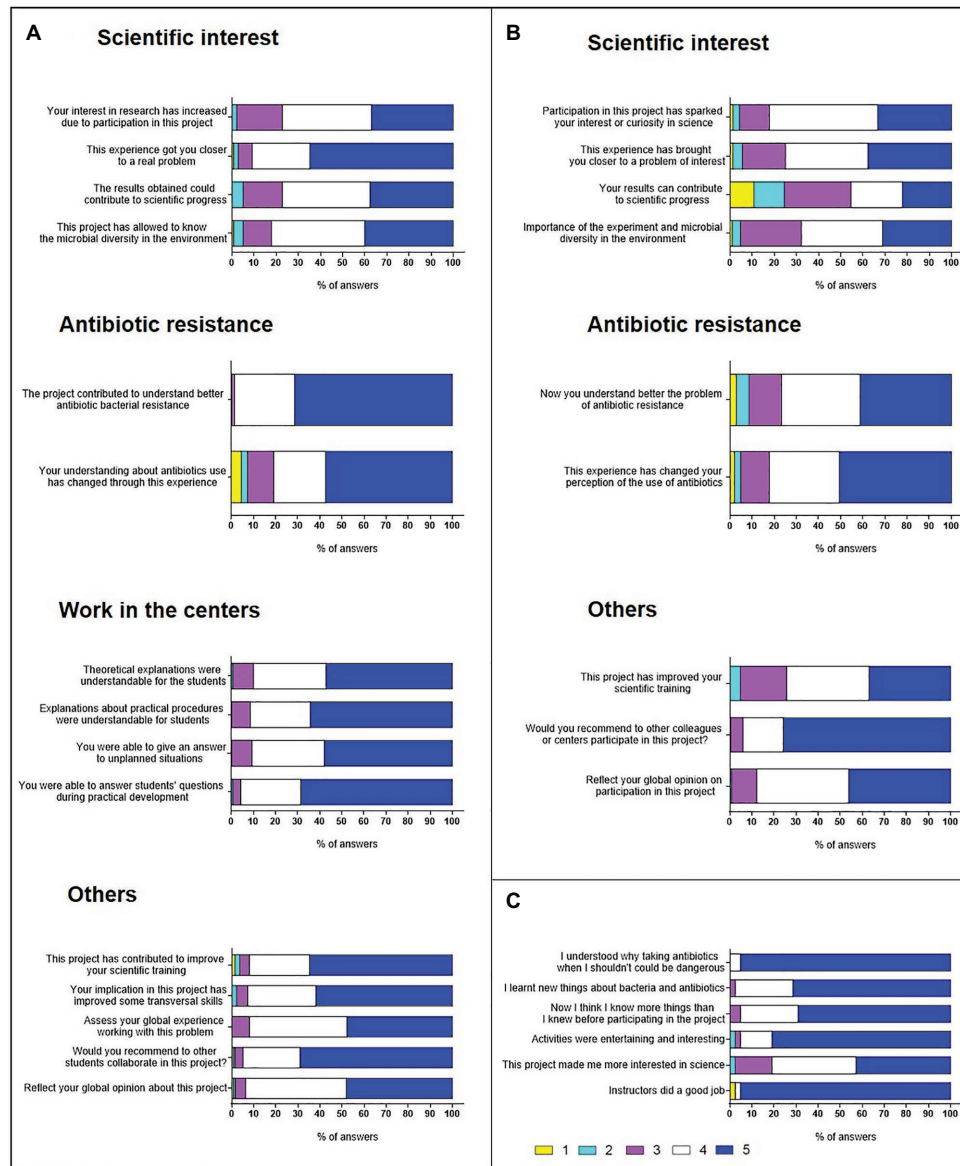 A
Scientific interest
Your interest in research has increased
due to participation in this project
This experience got you closer
to a real problem
The results obtained could
contribute to scientific progress
This project has allowed to know
the microbial diversity in the environment
0 10 20 30 40 50 60 70 80 90 100
% of answers
Antibiotic resistance
The project contributed to understand better
antibiotic bacterial resistance
Your understanding about antibiotics use
has changed through this experience
0 10 20 30 40 50 60 70 80 90 100
% of answers
Work in the centers
Theoretical explanations were
understandable for the students
Explanations about practical procedures
were understandable for students
You were able to give an answer
to unplanned situations
You were able to answer students' questions
during practical development
0 10 20 30 40 50 60 70 80 90 100
% of answers
Others
This project has contributed to improve
your scientific training
Your implication in this project has
improved some transversal skills
Assess your global experience
working with this problem
Would you recommend to other
students collaborate in this project?
Reflect your global opinion about this project
0 10 20 30 40 50 60 70 80 90 100
% of answers
B
Scientific interest
Participation in this project has sparked
your interest or curiosity in science
This experience has brought
you closer to a problem of interest
Your results can contribute
to scientific progress
Importance of the experiment and microbial
diversity in the environment
0 10 20 30 40 50 60 70 80 90 100
% of answers
Antibiotic resistance
Now you understand better the problem
of antibiotic resistance
This experience has changed your
perception of the use of antibiotics
0 10 20 30 40 50 60 70 80 90 100
% of answers
Others
This project has improved your
scientific training
Would you recommend to other colleagues
or centers participate in this project?
Reflect your global opinion on
participation in this project
0 10 20 30 40 50 60 70 80 90 100
% of answers
C
I understood why taking antibiotics
when I shouldn't could be dangerous
I learnt new things about bacteria and antibiotics
Now I think I know more things than
I knew before participating in the project
Activities were entertaining and interesting
This project made me more interested in science
Instructors did a good job
0 10 20 30 40 50 60 70 80 90 100
% of answers
1 2 3 4 5